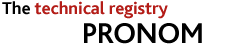 The technical registry
PRONOM